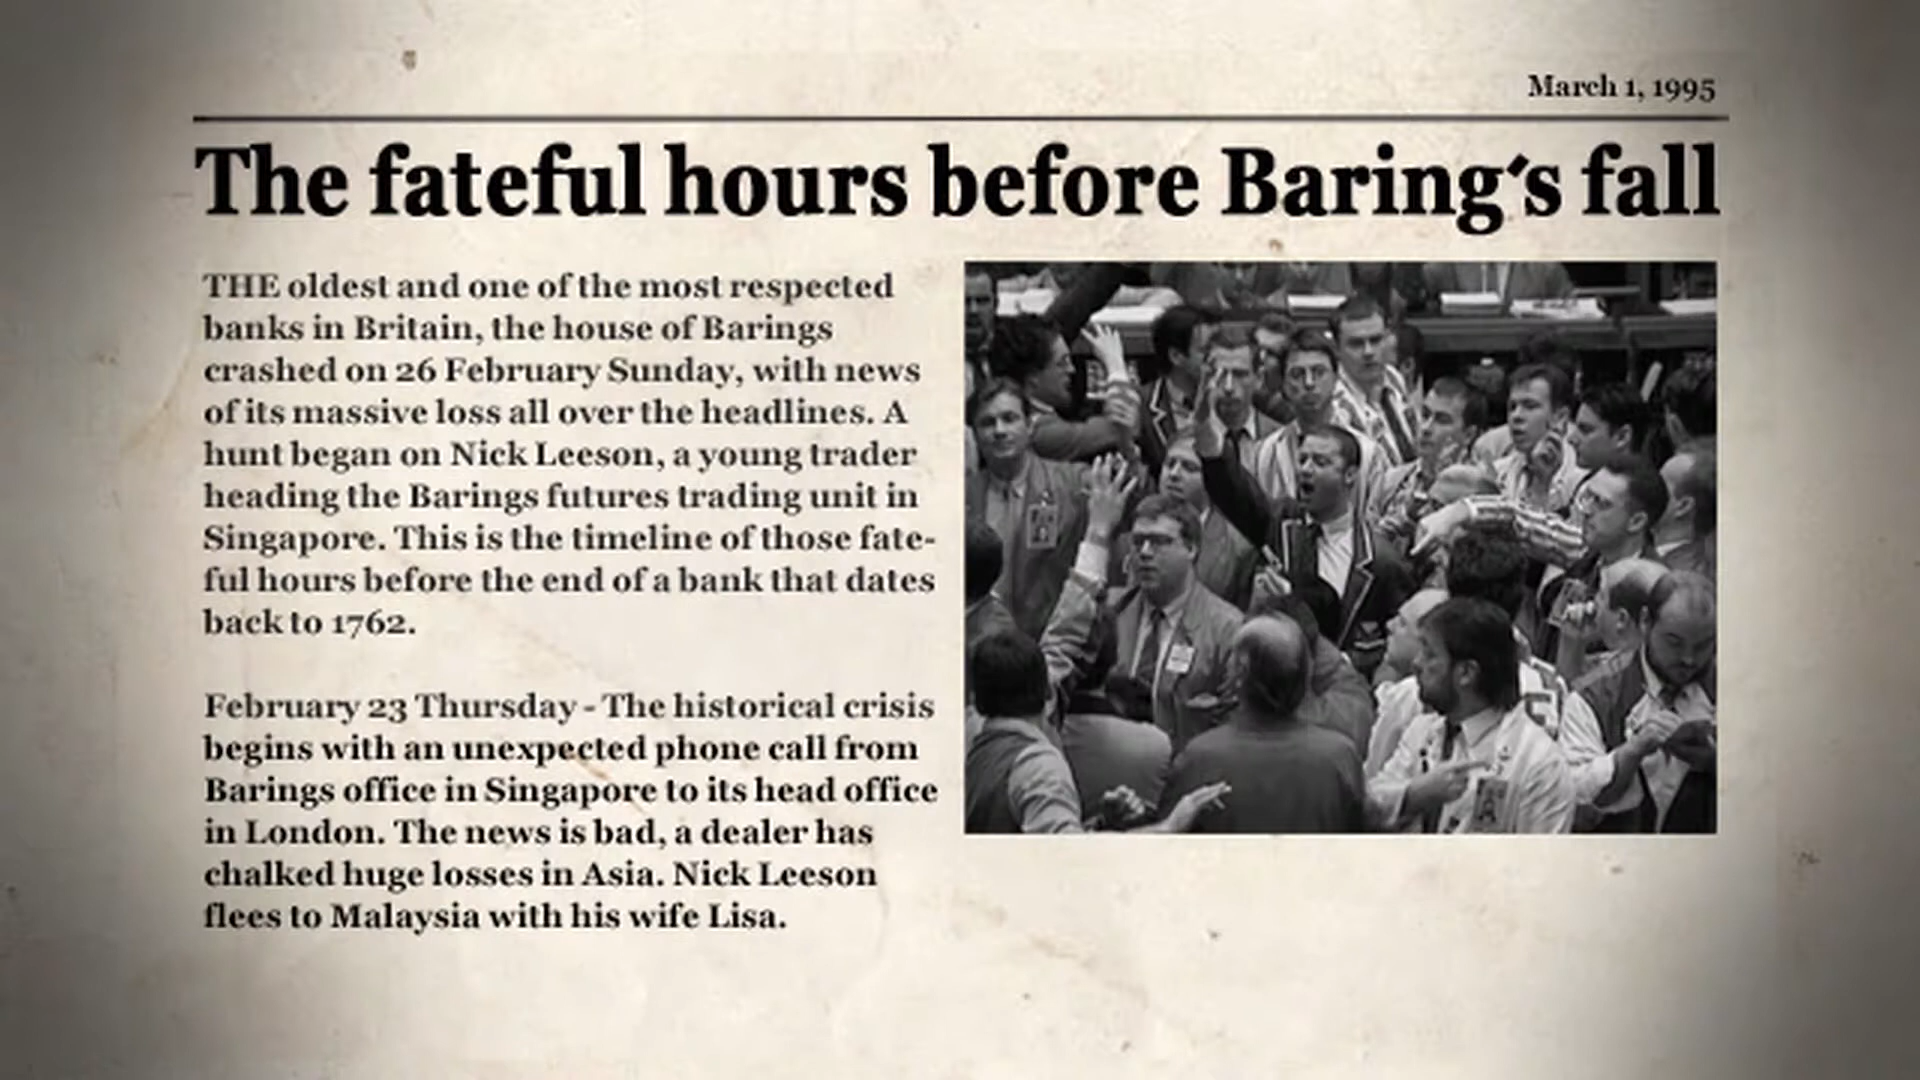 March 1, 1995
The fateful hours before Baring's fall
THE oldest and one of the most respected
banks in Britain, the house of Barings
crashed on 26 February Sunday, with news
of its massive loss all over the headlines. A
hunt began on Nick Leeson, a young trader
heading the Barings futures trading unit in
Singapore. This is the timeline of those fate-
ful hours before the end of a bank that dates
back to 1762.
February 23 Thursday - The historical crisis
begins with an unexpected phone call from
Barings office in Singapore to its head office
in London. The news is bad, a dealer has
chalked huge losses in Asia. Nick Leeson
flees to Malaysia with his wife Lisa.